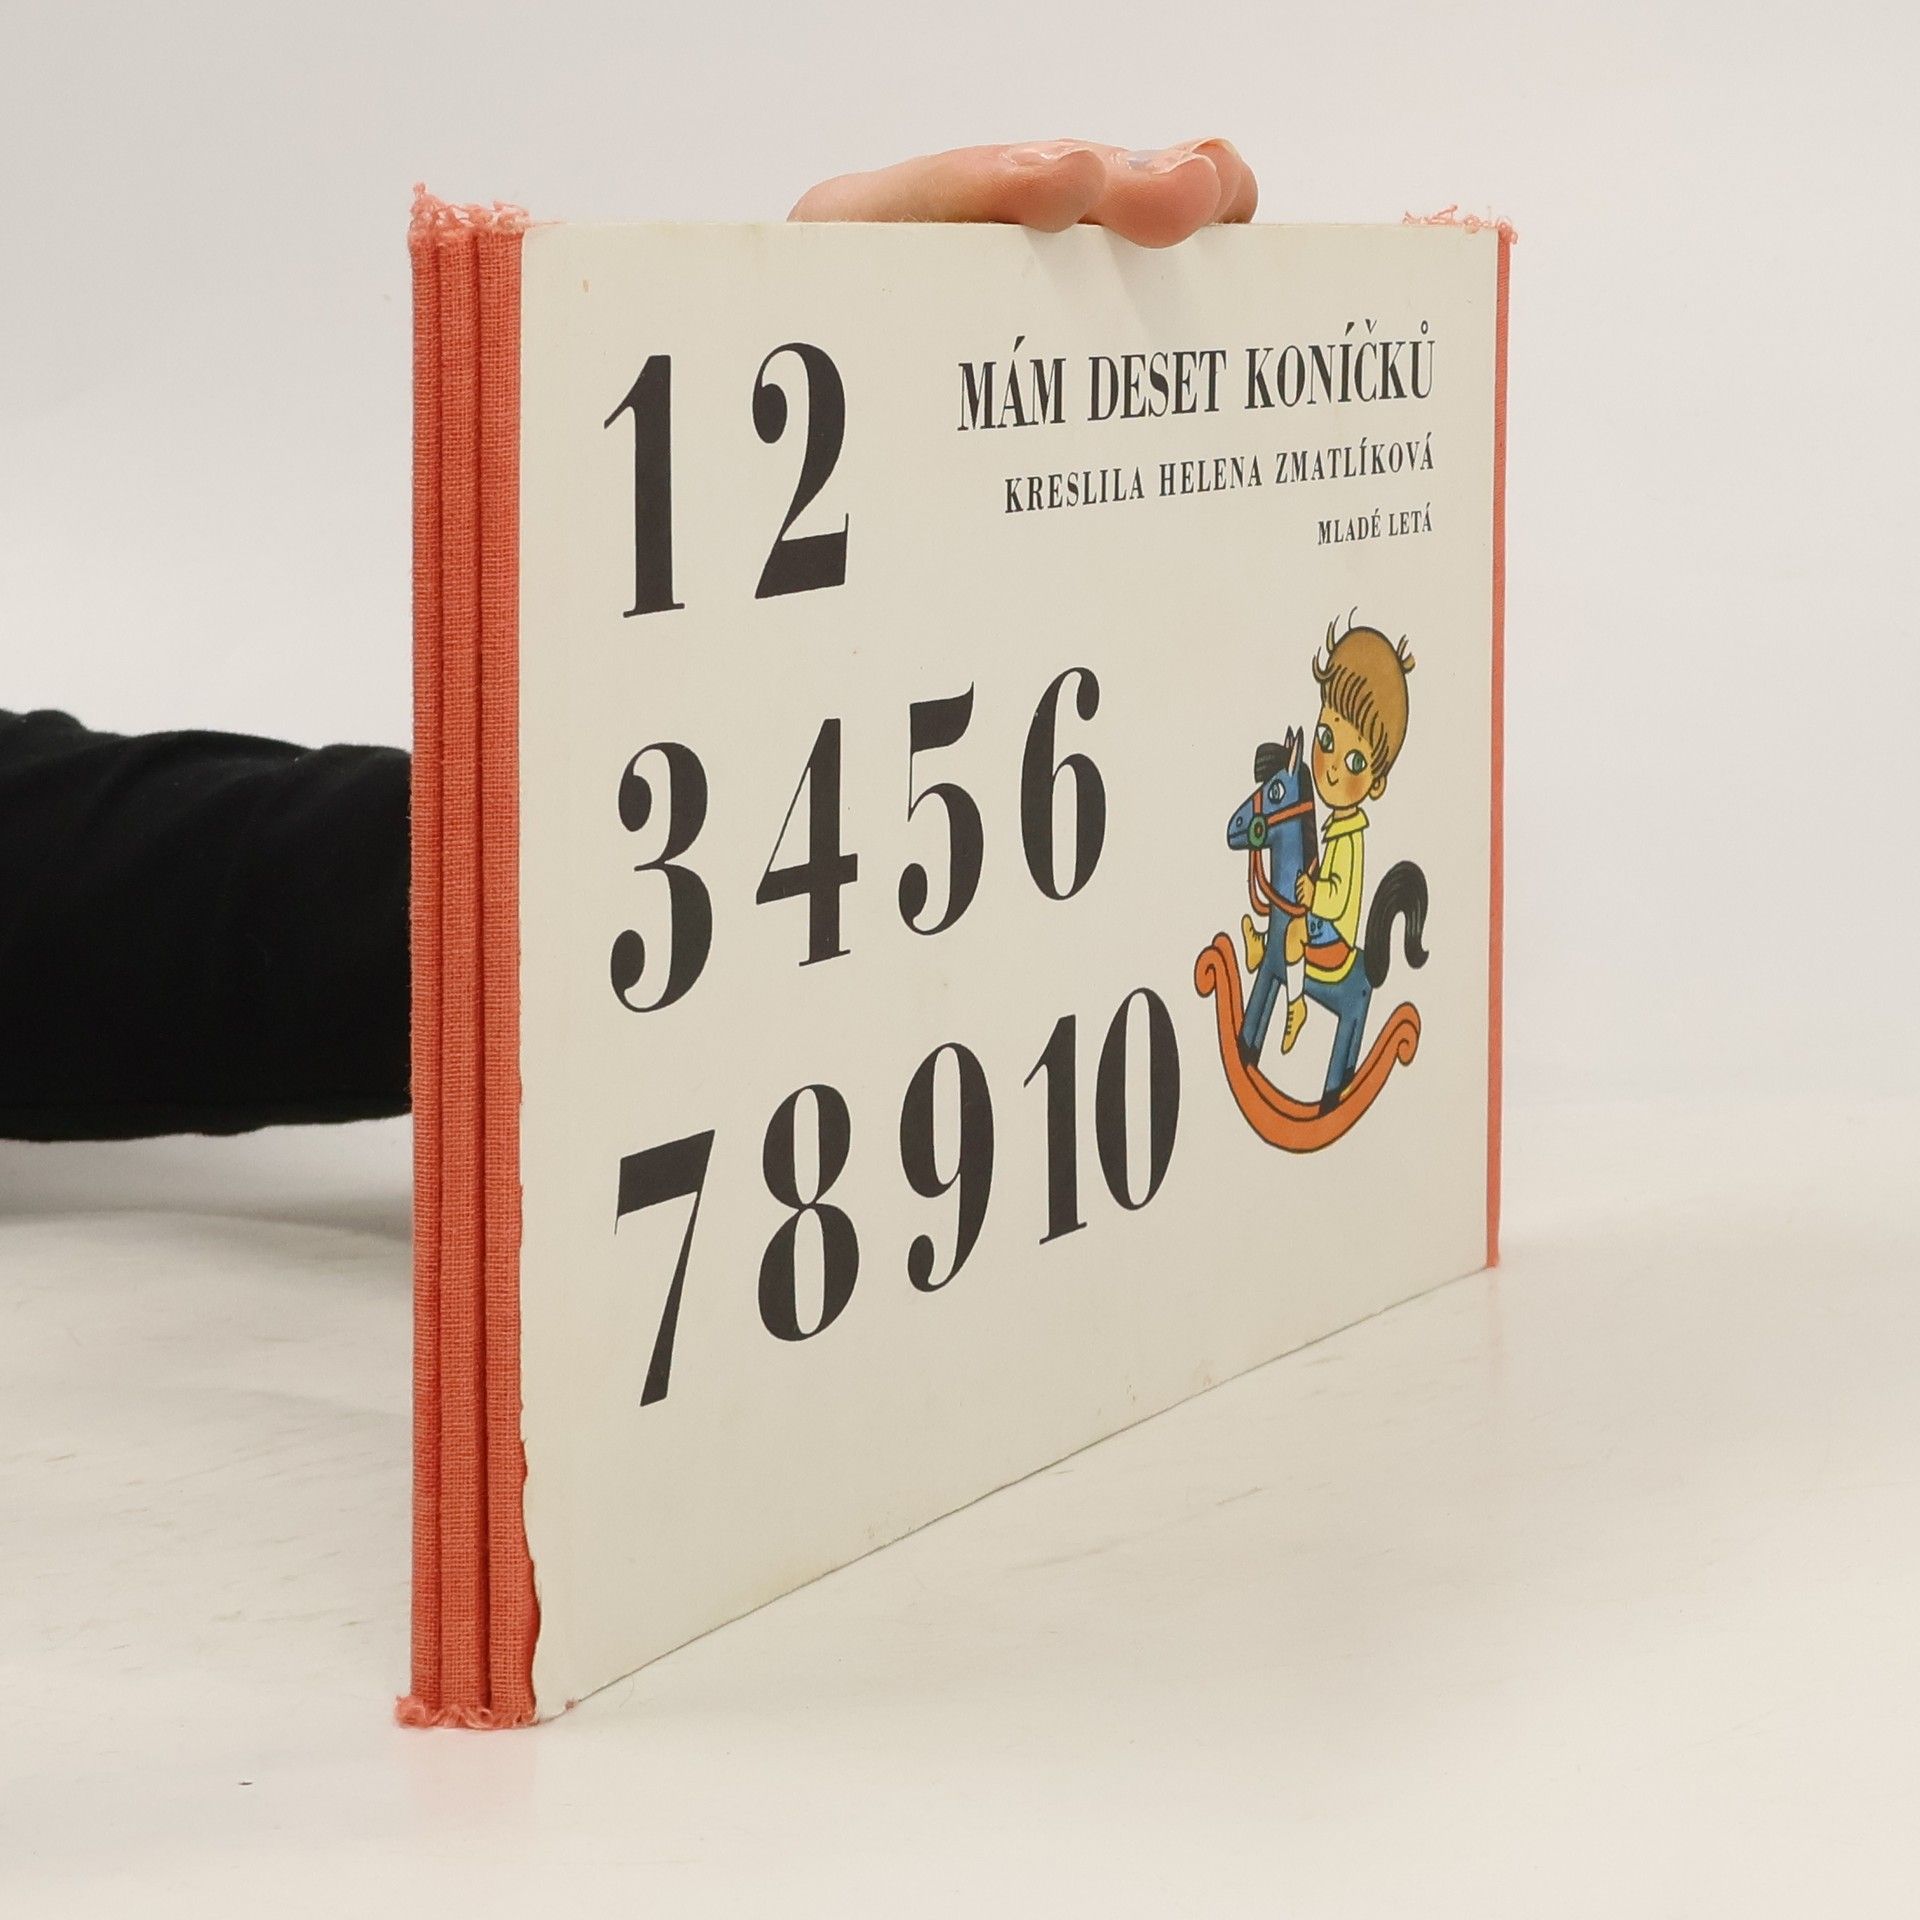 1 2
MÁM DESET KONÍČKŮ
KRESLILA HELENA ZMATLÍKOVÁ
MLADÉ LETÁ
3 4 5 6
7 8 9 10